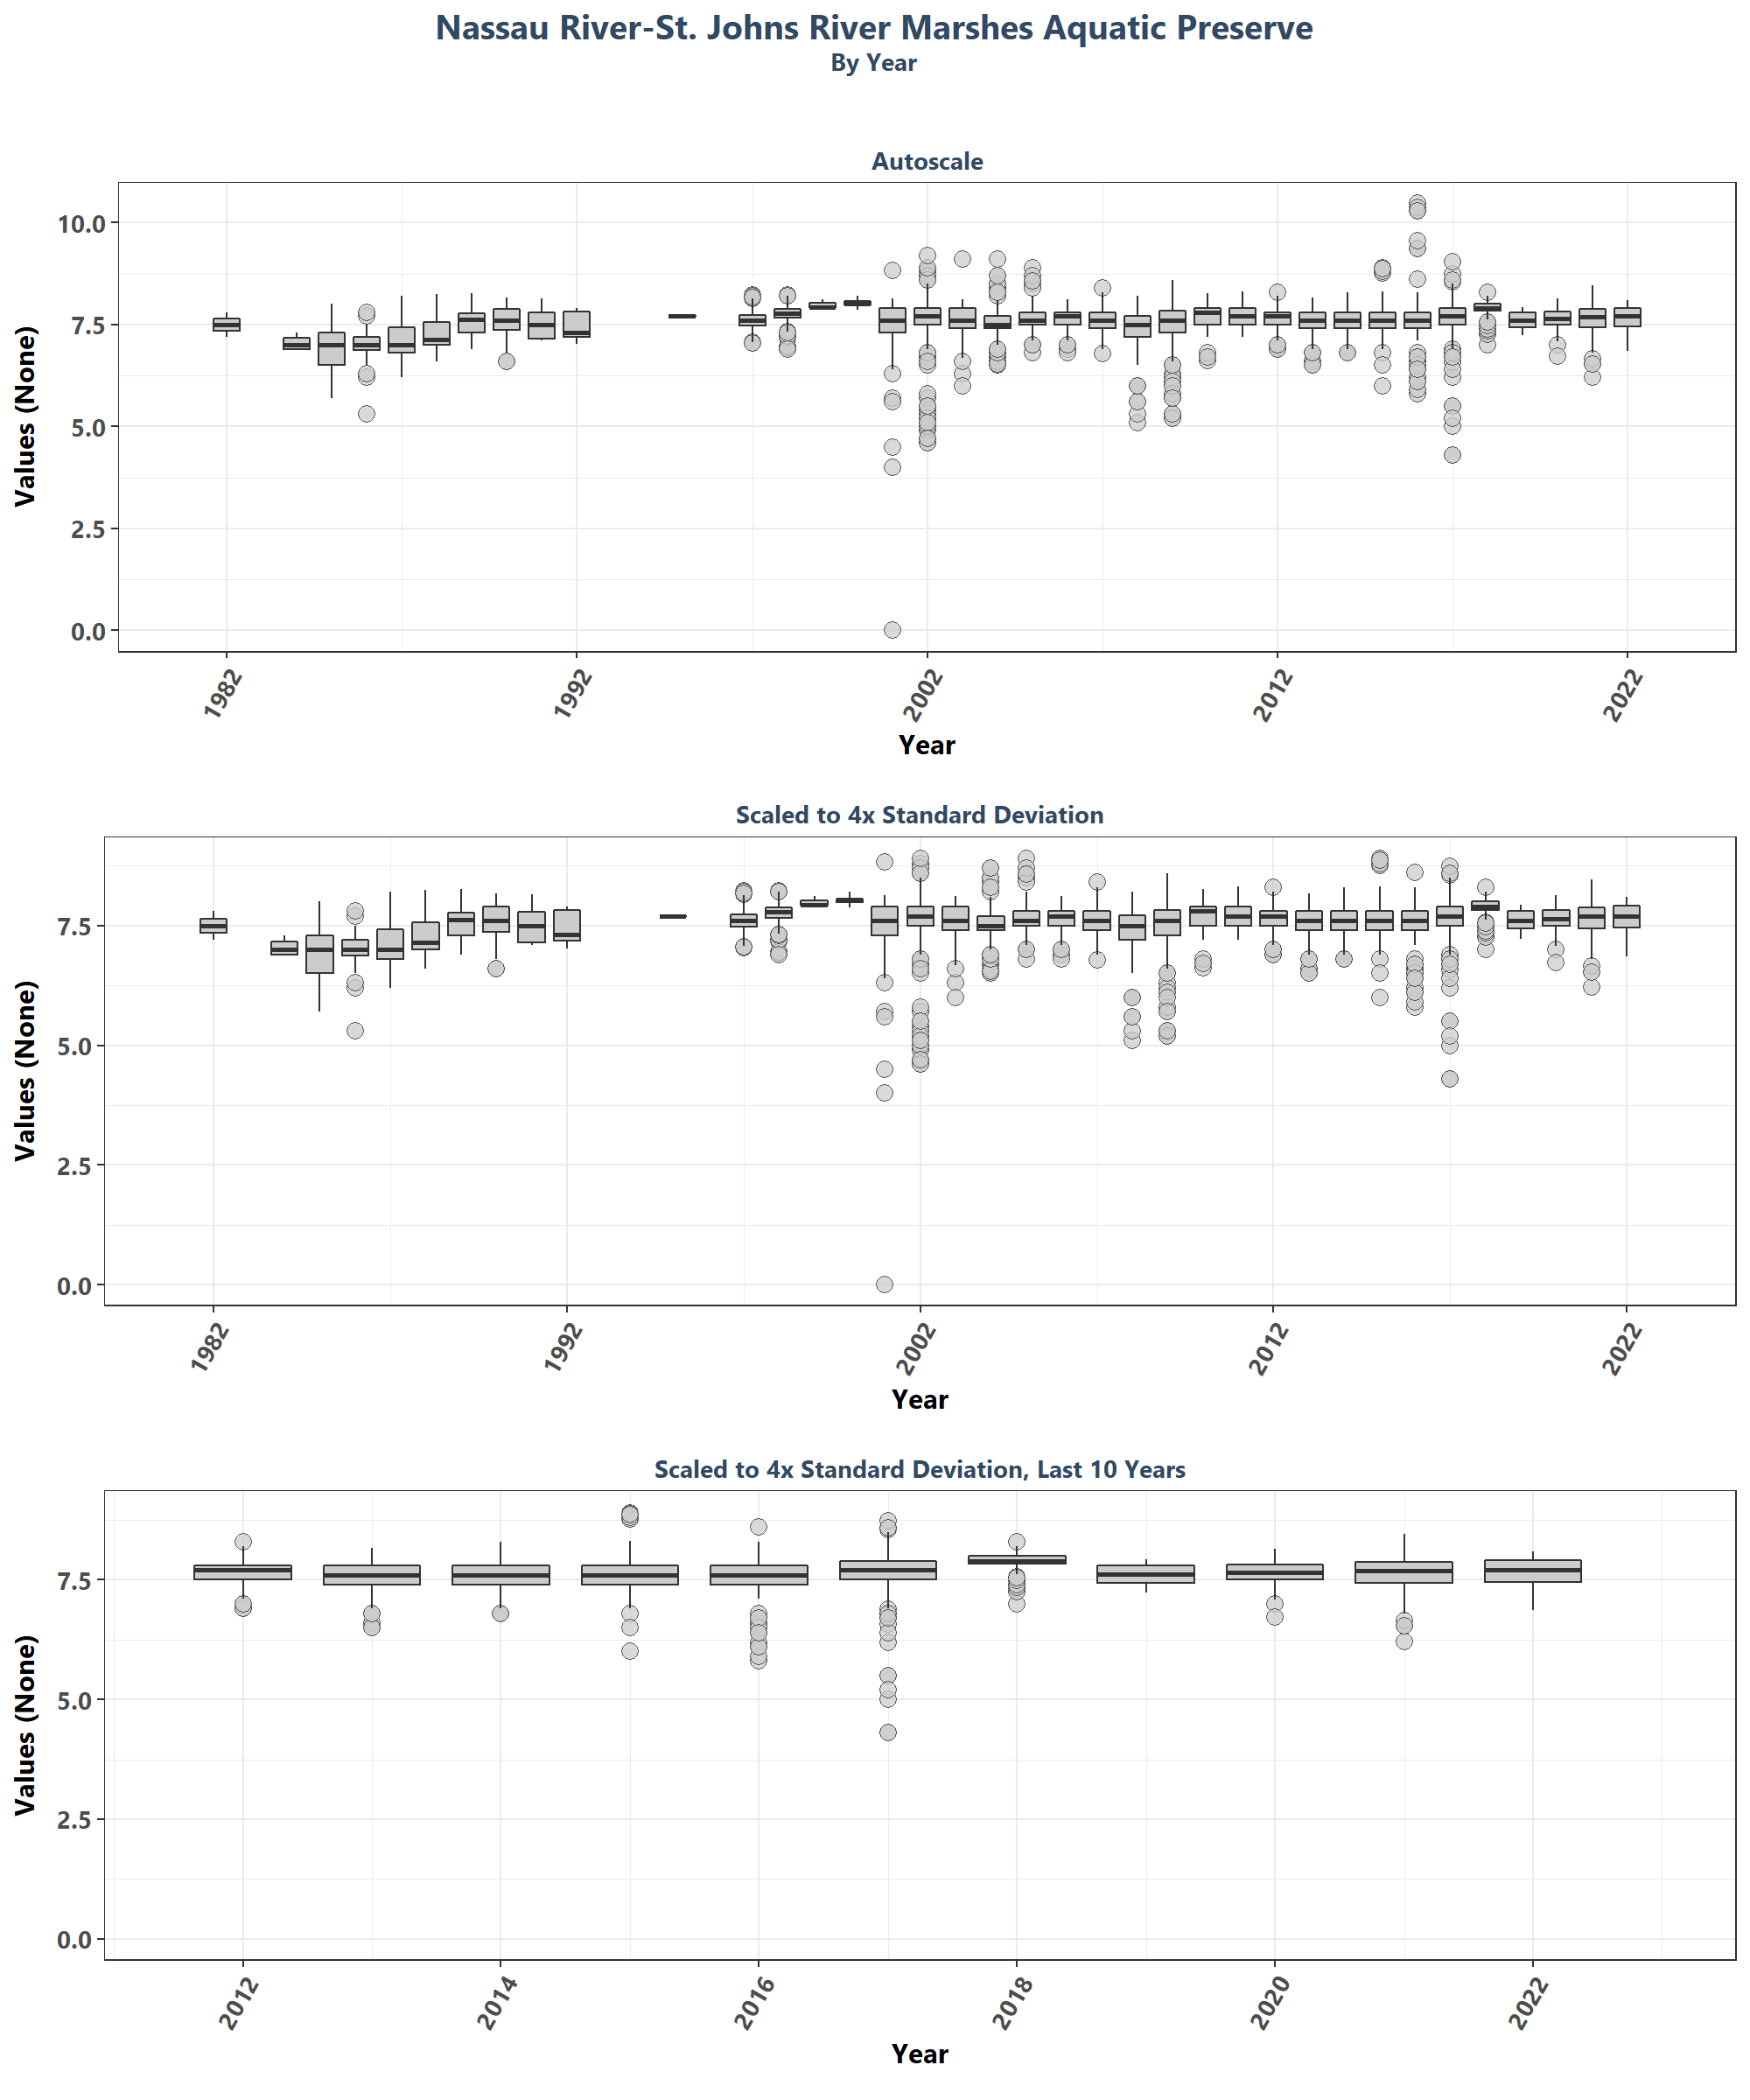 Nassau River-St. Johns River Marshes Aquatic Preserve
By Year
Autoscale
Values (None)
10.0
7.5
5.0
2.5
0.0
1982
1992
2002
2012
2022
Year
Scaled to 4x Standard Deviation
Values (None)
7.5
5.0
2.5
0.0
1982
1992
2002
2012
2022
Year
Scaled to 4x Standard Deviation, Last 10 Years
Values (None)
7.5
5.0
2.5
0.0
2012
2014
2016
2018
2020
2022
Year